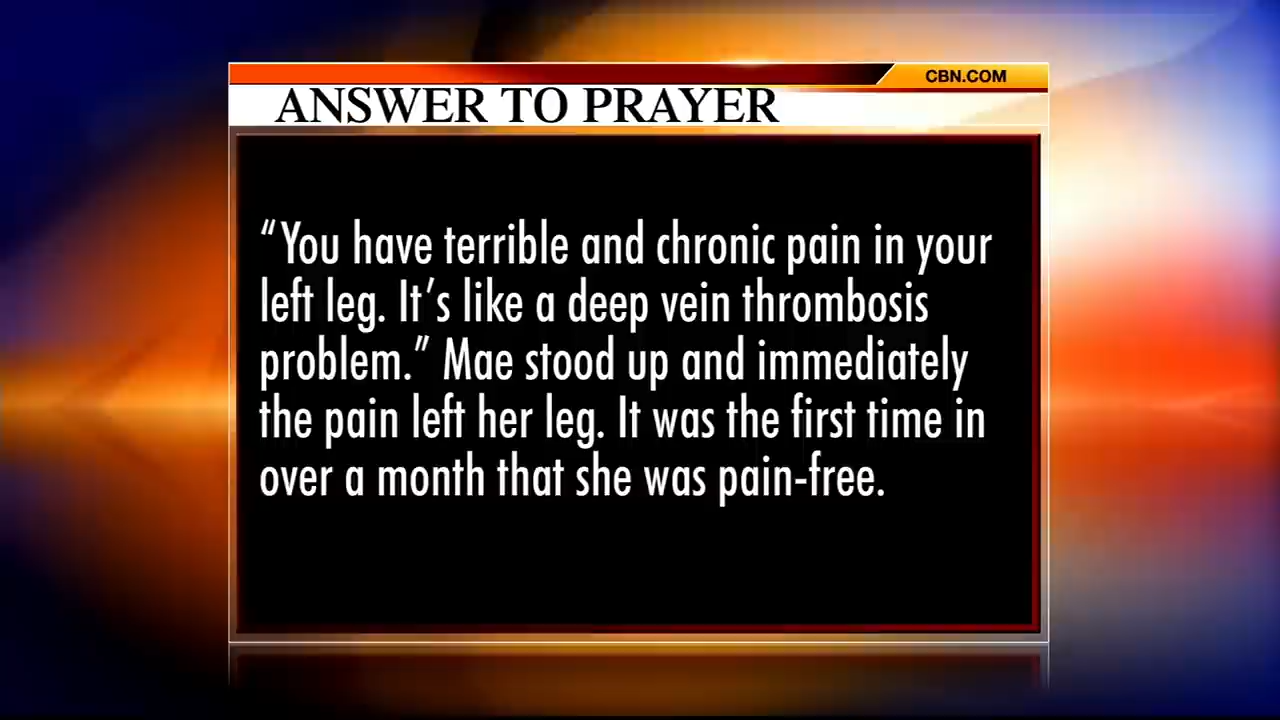 CBN.COM
ANSWER TO PRAYER
“You have terrible and chronic pain in your
left leg. It’s like a deep vein thrombosis
problem.” Mae stood up and immediately
the pain left her leg. It was the first time in
over a month that she was pain-free.